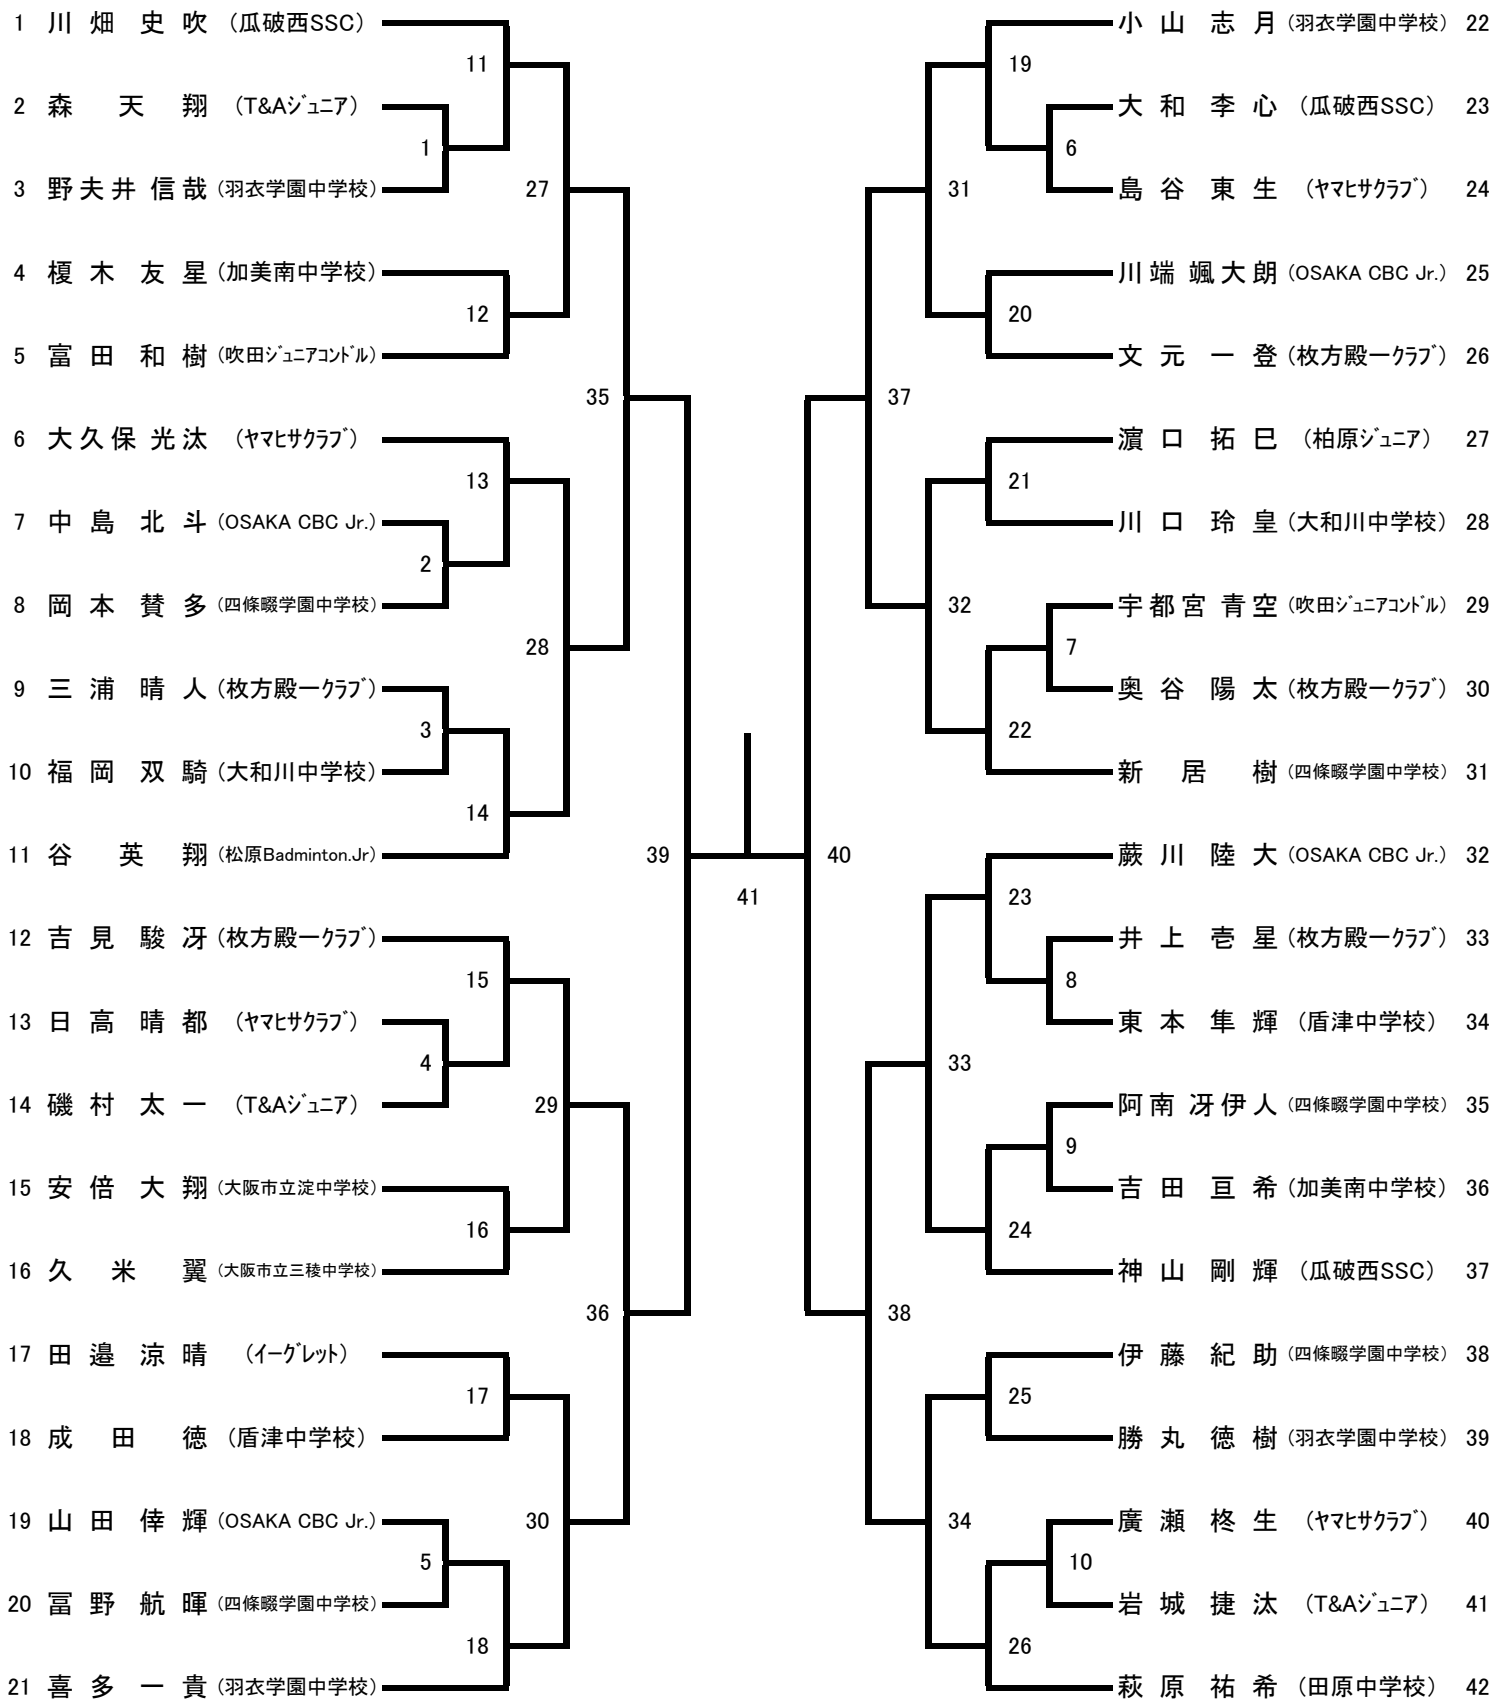 1 川畑 史吹 (瓜破西SSC)
11
2 森 天翔 (T&Aジュニア)
1
3 野夫井 信哉 (羽衣学園中学校)
27
4 榎木 友星 (加美南中学校)
12
5 富田 和樹 (吹田ジュニアコンドル)
35
6 大久保 光汰 (ヤマヒサクラブ)
13
7 中島 北斗 (OSAKA CBC Jr.)
2
8 岡本 賛多 (四條畷学園中学校)
28
9 三浦 晴人 (枚方殿一クラブ)
3
10 福岡 双騎 (大和川中学校)
14
11 谷 英翔 (松原Badminton.Jr)
39
12 吉見 駿冴 (枚方殿一クラブ)
15
13 日高 晴都 (ヤマヒサクラブ)
4
14 磯村 太一 (T&Aジュニア)
29
15 安倍 大翔 (大阪市立淀中学校)
16
16 久米 翼 (大阪市立三稜中学校)
36
17 田邉 涼晴 (イーグレット)
17
18 成田 徳 (盾津中学校)
19 山田 倖輝 (OSAKA CBC Jr.)
30
5
20 冨野 航暉 (四條畷学園中学校)
18
21 喜多 一貴 (羽衣学園中学校)
41
小山 志月 (羽衣学園中学校) 22
19
大和 李心 (瓜破西SSC) 23
6
島谷 東生 (ヤマヒサクラブ) 24
31
川端 颯大朗 (OSAKA CBC Jr.) 25
20
文元 一登 (枚方殿一クラブ) 26
37
濵口 拓巳 (柏原ジュニア) 27
21
川口 玲皇 (大和川中学校) 28
32
宇都宮 青空 (吹田ジュニアコンドル) 29
7
奥谷 陽太 (枚方殿一クラブ) 30
22
新居 樹 (四條畷学園中学校) 31
40
蕨川 陸大 (OSAKA CBC Jr.) 32
23
井上 壱星 (枚方殿一クラブ) 33
8
東本 隼輝 (盾津中学校) 34
33
阿南 冴伊人 (四條畷学園中学校) 35
9
吉田 亘希 (加美南中学校) 36
24
神山 剛輝 (瓜破西SSC) 37
38
伊藤 紀助 (四條畷学園中学校) 38
25
勝丸 徳樹 (羽衣学園中学校) 39
34
廣瀬 柊生 (ヤマヒサクラブ) 40
10
岩城 捷汰 (T&Aジュニア) 41
26
萩原 祐希 (田原中学校) 42